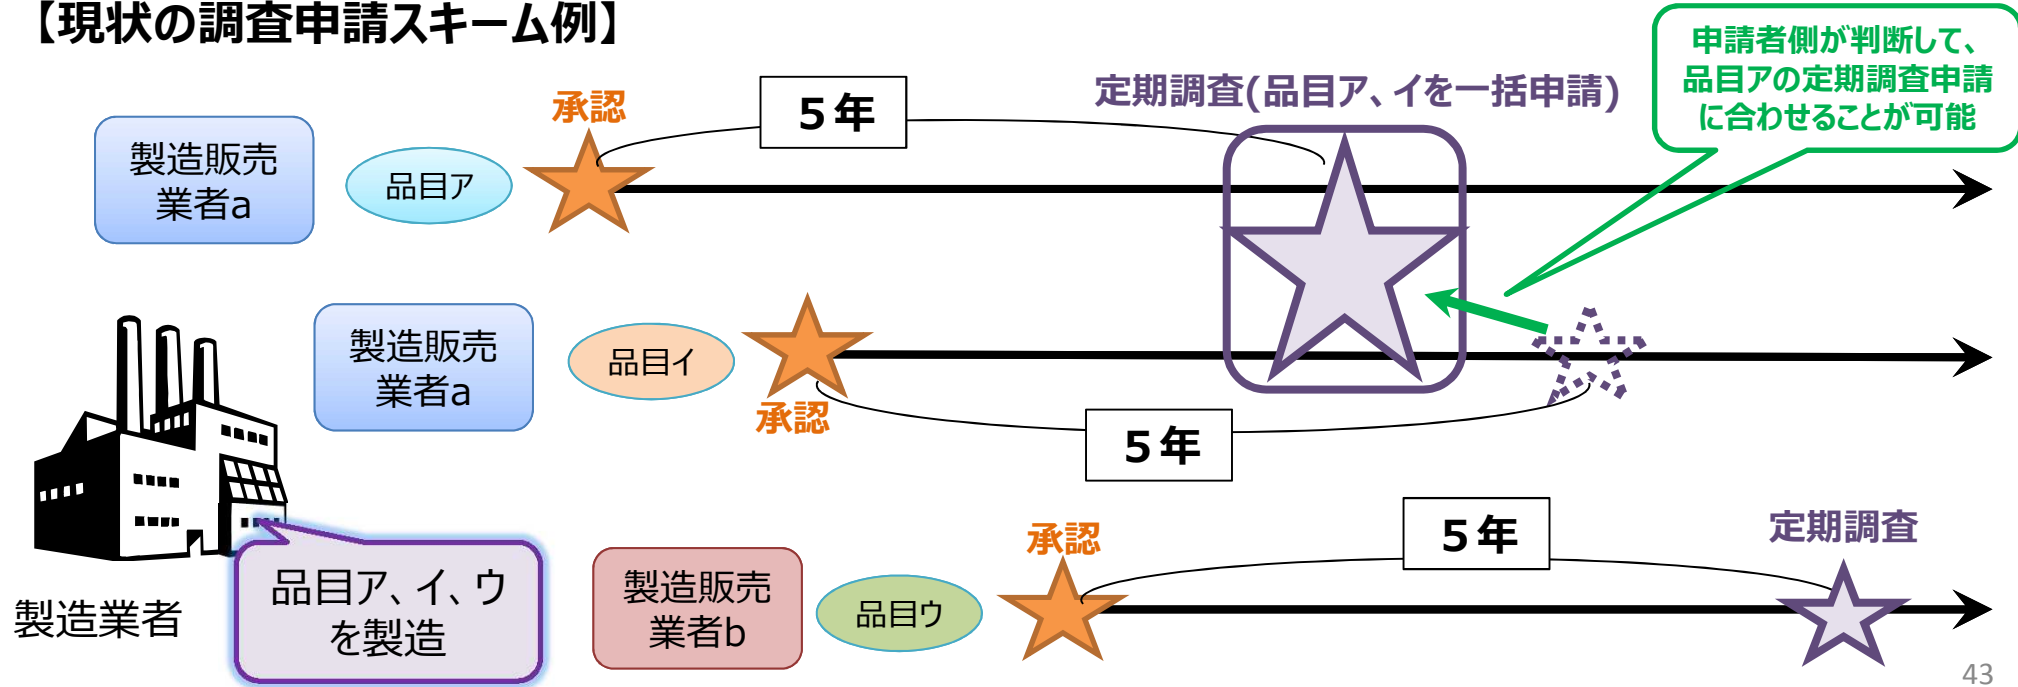 【現状の調査申請スキーム例】
申請者側が判断して、
品目アの定期調査申請
に合わせることが可能
定期調査(品目ア、イを一括申請)
承認
５年
製造販売
業者a
品目ア
製造販売
業者a
品目イ
承認
５年
承認
５年
定期調査
製造業者
品目ア、イ、ウ
を製造
製造販売
業者b
品目ウ
43